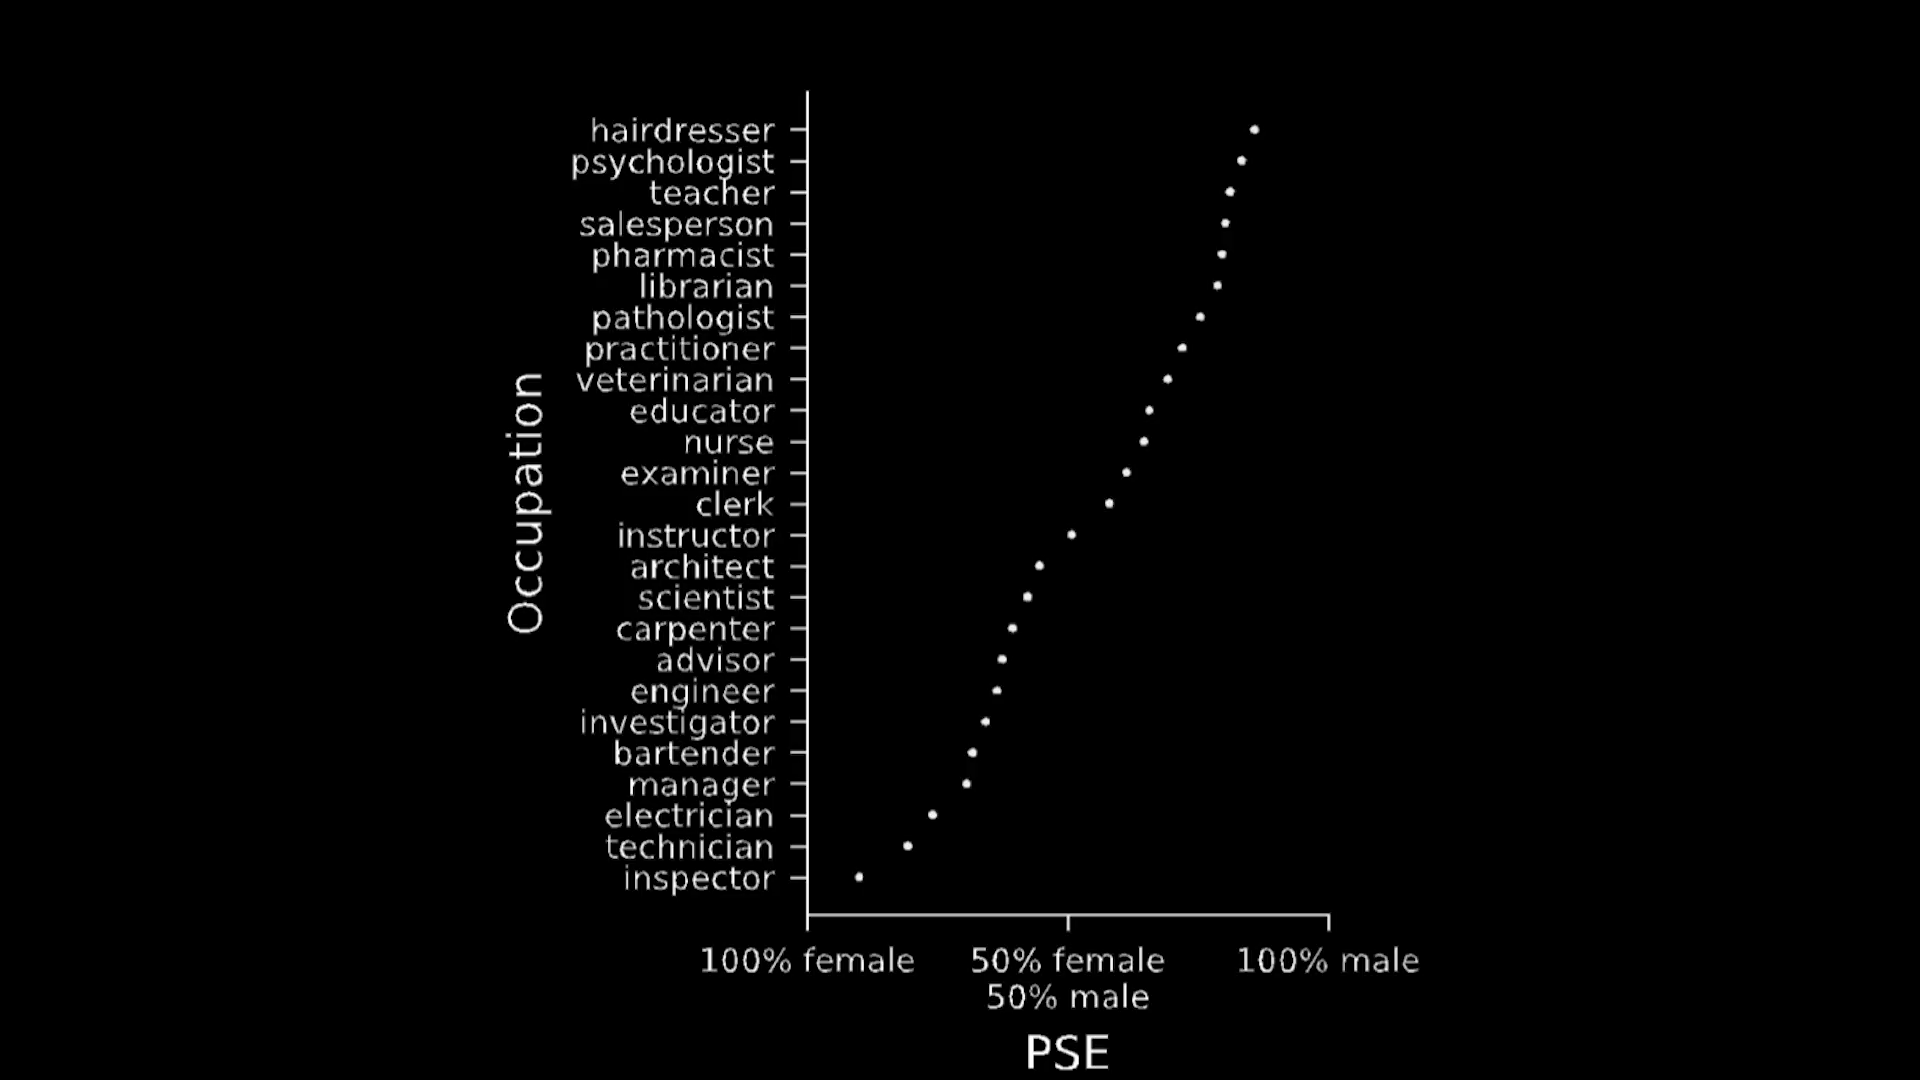 hairdresser
psychologist
teacher
salesperson
pharmacist
librarian
pathologist
practitioner
veterinarian
educator
nurse
examiner
clerk
instructor
architect
scientist
carpenter
advisor
engineer
investigator
bartender
manager
electrician
technician
inspector
Occupation
100% female
50% female
50% male
100% male
PSE